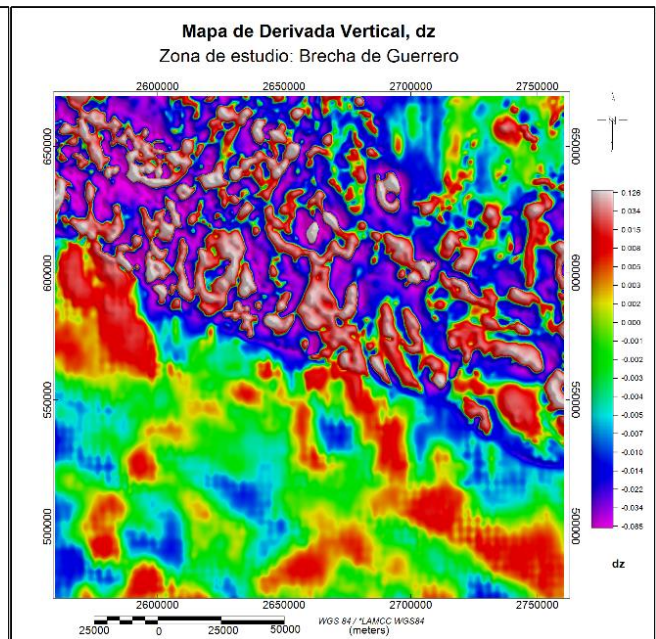 Mapa de Derivada Vertical, dz
Zona de estudio: Brecha de Guerrero
2600000 2650000 2700000 2750000
650000 600000 550000 500000
650000 600000 550000 500000
0.126
0.034
0.015
0.008
0.005
0.003
0.002
0.000
-0.001
-0.002
-0.003
-0.005
-0.007
-0.010
-0.014
-0.022
-0.034
-0.085
dz
2600000 2650000 2700000 2750000
25000 0 25000 50000
WGS 84 / *LAMCC WGS84
(meters)